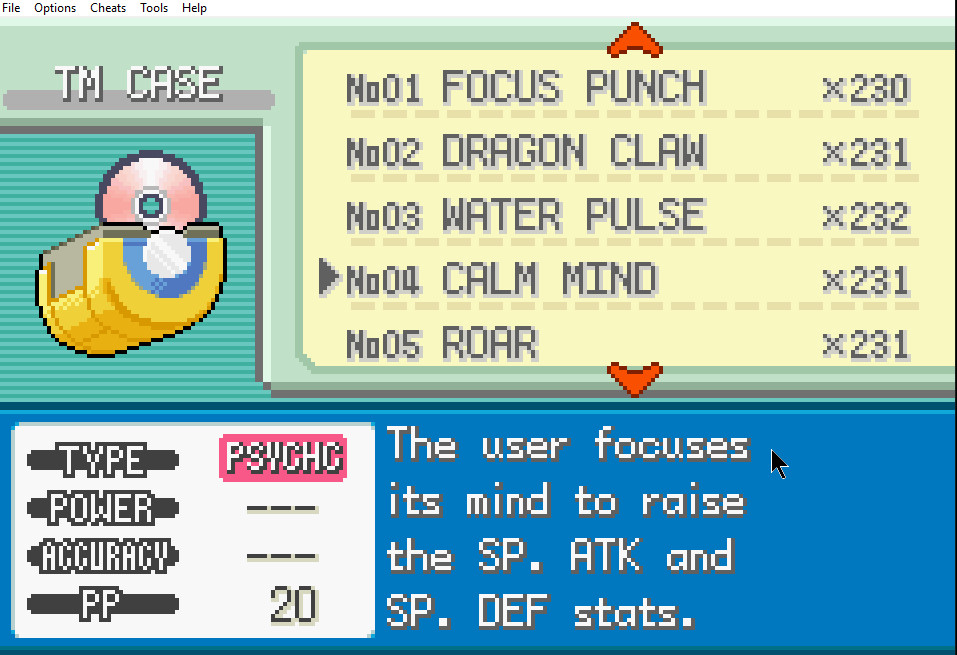 File Options Cheats Tools Help
TM CASE
No01 FOCUS PUNCH ×230
No02 DRAGON CLAW ×231
No03 WATER PULSE ×232
No04 CALM MIND ×231
No05 ROAR ×231
TYPE PSYCHC
POWER ---
ACCURACY ---
PP 20
The user focuses
its mind to raise
the SP. ATK and
SP. DEF stats.